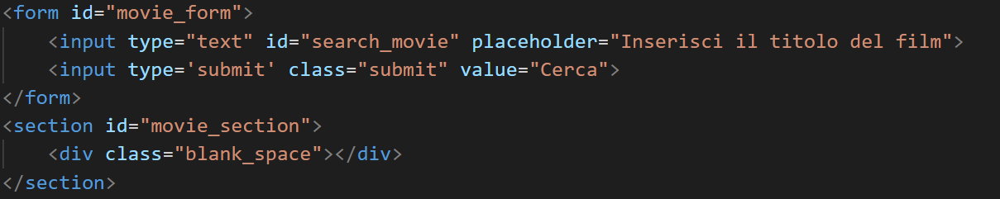 <form id="movie_form">
    <input type="text" id="search_movie" placeholder="Inserisci il titolo del film">
    <input type='submit' class="submit" value="Cerca">
</form>
<section id="movie_section">
    <div class="blank_space"></div>
</section>